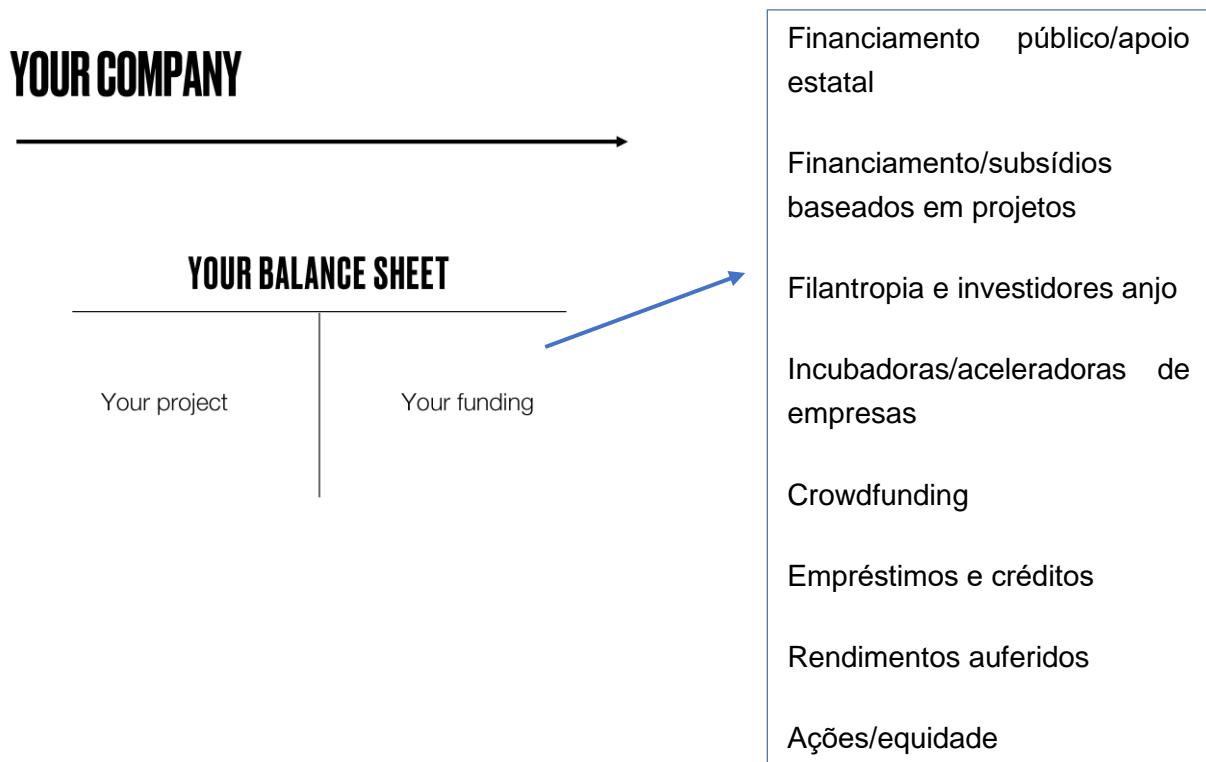 YOUR COMPANY
YOUR BALANCE SHEET
Your project
Your funding
Financiamento público/apoio
estatal
Financiamento/subsídios
baseados em projetos
Filantropia e investidores anjo
Incubadoras/aceleradoras de
empresas
Crowdfunding
Empréstimos e créditos
Rendimentos auferidos
Ações/equidade